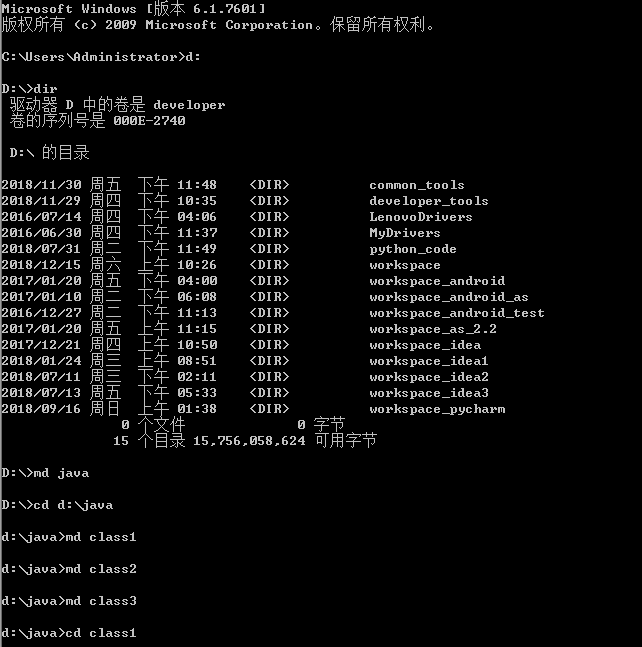 Microsoft Windows [版本 6.1.7601]
版权所有 (c) 2009 Microsoft Corporation。保留所有权利。
C:\Users\Administrator>d:
D:\>dir
驱动器 D 中的卷是 developer
卷的序列号是 000E-2740
D:\ 的目录
2018/11/30 周五 下午 11:48 <DIR> common_tools
2018/11/29 周四 下午 10:35 <DIR> developer_tools
2016/07/14 周四 下午 04:06 <DIR> LenovoDrivers
2016/06/30 周四 下午 11:37 <DIR> MyDrivers
2018/07/31 周二 下午 11:49 <DIR> python_code
2018/12/15 周六 上午 10:26 <DIR> workspace
2017/01/20 周五 下午 04:00 <DIR> workspace_android
2017/01/10 周二 下午 06:08 <DIR> workspace_android_as
2016/12/27 周二 下午 11:13 <DIR> workspace_android_test
2017/01/20 周五 上午 11:15 <DIR> workspace_as_2.2
2017/12/21 周四 上午 10:50 <DIR> workspace_idea
2018/01/24 周三 上午 08:51 <DIR> workspace_idea1
2018/07/11 周三 下午 02:11 <DIR> workspace_idea2
2018/07/13 周五 下午 05:33 <DIR> workspace_idea3
2018/09/16 周日 上午 01:38 <DIR> workspace_pycharm
0 个文件 0 字节
15 个目录 15,756,058,624 可用字节
D:\>md java
D:\>cd d:\java
d:\java>md class1
d:\java>md class2
d:\java>md class3
d:\java>cd class1